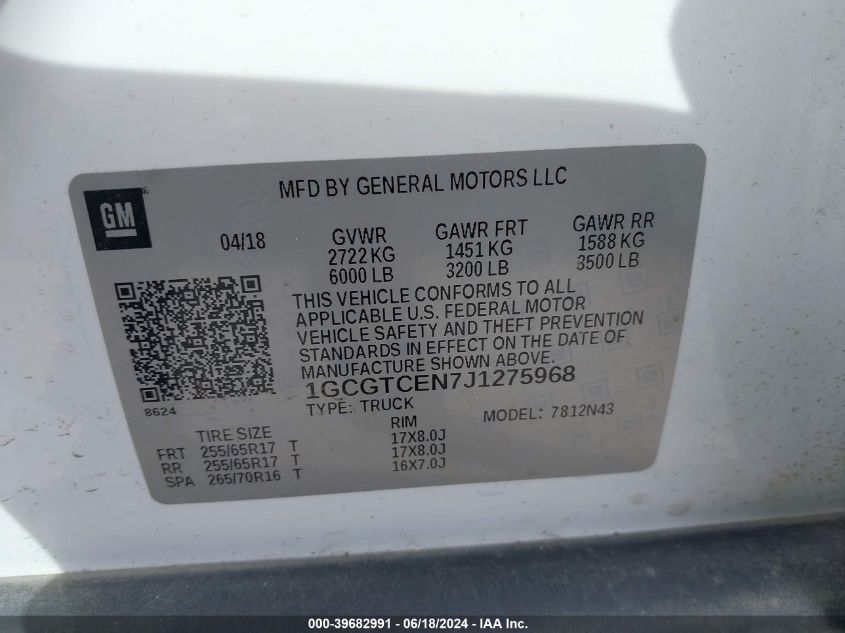 MFD BY GENERAL MOTORS LLC
GM
®
04/18
GVWR
2722 KG
6000 LB
GAWR FRT
1451 KG
3200 LB
GAWR RR
1588 KG
3500 LB
THIS VEHICLE CONFORMS TO ALL
APPLICABLE U.S. FEDERAL MOTOR
VEHICLE SAFETY AND THEFT PREVENTION
STANDARDS IN EFFECT ON THE DATE OF
MANUFACTURE SHOWN ABOVE.
1GCGTCEN7J1275968
8624
TYPE: TRUCK
MODEL: 7812N43
TIRE SIZE RIM
FRT 255/65R17 T 17X8.0J
RR 255/65R17 T 17X8.0J
SPA 265/70R16 T 16X7.0J
000-39682991 - 06/18/2024 - IAA Inc.